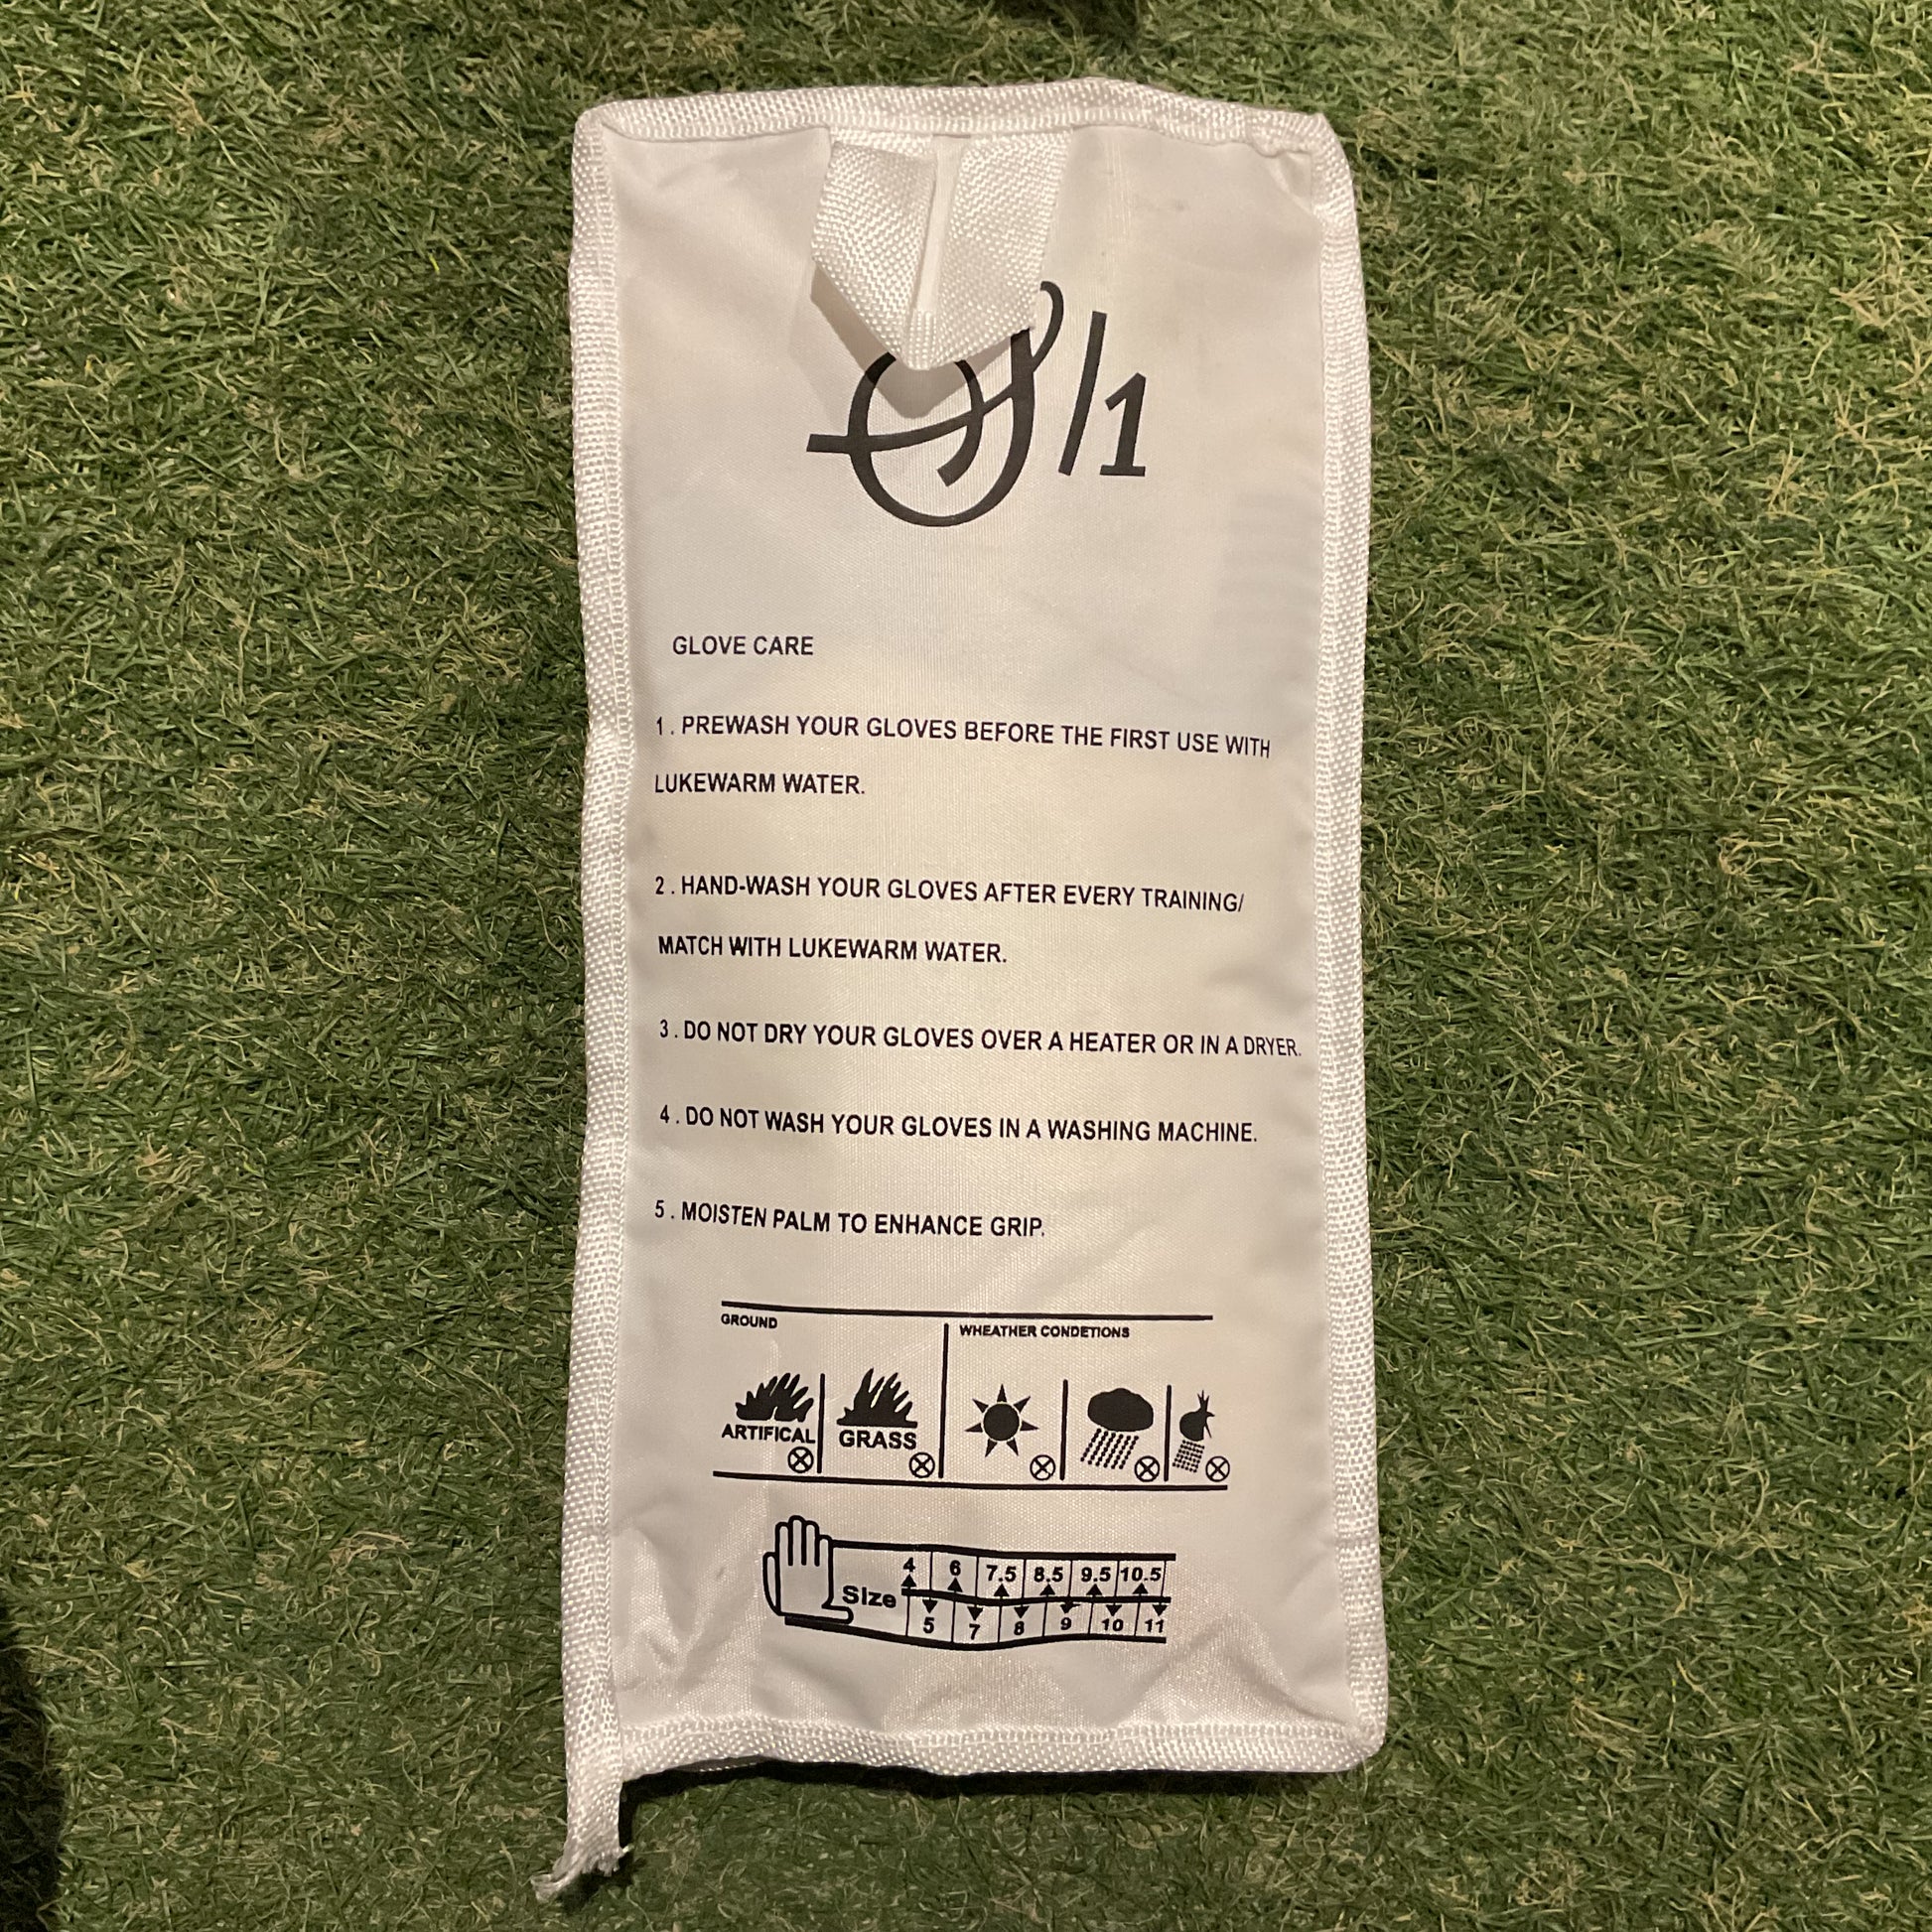 S/1
GLOVE CARE
1. PREWASH YOUR GLOVES BEFORE THE FIRST USE WITH
LUKEWARM WATER.
2. HAND-WASH YOUR GLOVES AFTER EVERY TRAINING/
MATCH WITH LUKEWARM WATER.
3. DO NOT DRY YOUR GLOVES OVER A HEATER OR IN A DRYER.
4. DO NOT WASH YOUR GLOVES IN A WASHING MACHINE.
5. MOISTEN PALM TO ENHANCE GRIP.
GROUND
WHEATHER CONDETIONS
ARTIFICAL
GRASS
4 6 7.5 8.5 9.5 10.5
Size
5 7 8 9 10 11